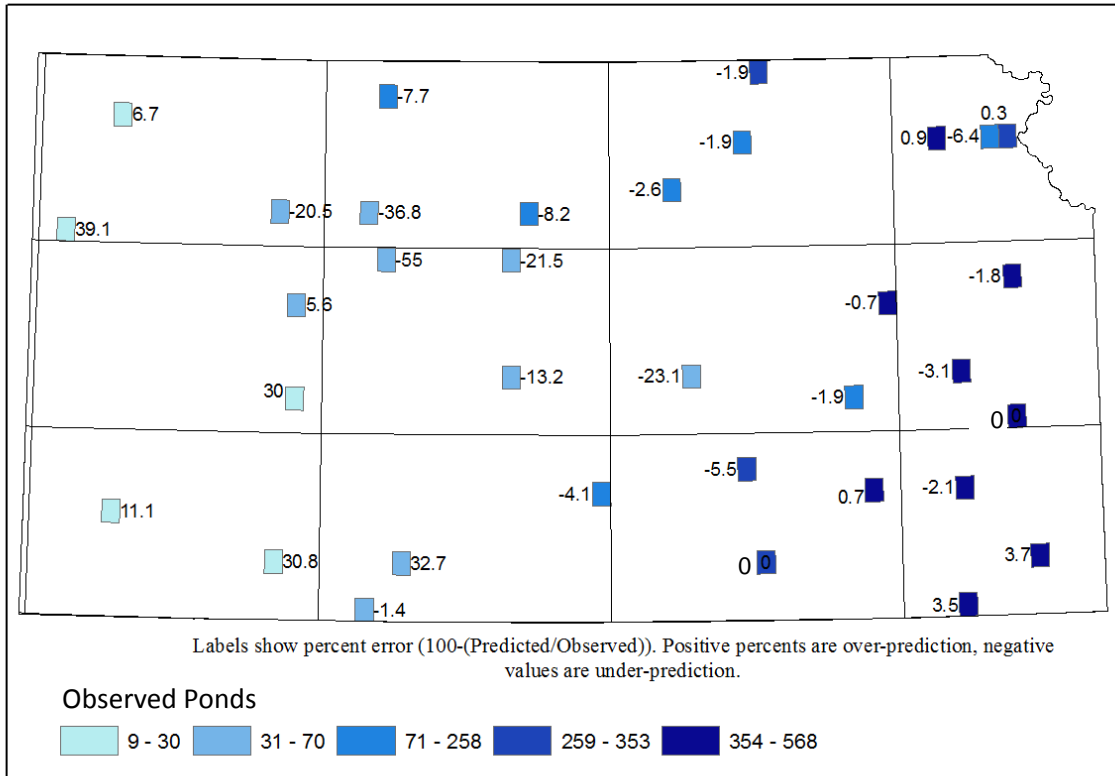 -1.9
-7.7
6.7
0.3
0.9 -6.4
-1.9
-2.6
-20.5 -36.8 -8.2
39.1
-55 -21.5
-1.8
5.6 -0.7
-3.1
-13.2 -23.1
30 -1.9
0 0
-5.5
-4.1 0.7 -2.1
11.1
3.7
30.8 32.7 0 0
-1.4 3.5
Labels show percent error (100-(Predicted/Observed)). Positive percents are over-prediction, negative
values are under-prediction.
Observed Ponds
9 - 30 31 - 70 71 - 258 259 - 353 354 - 568